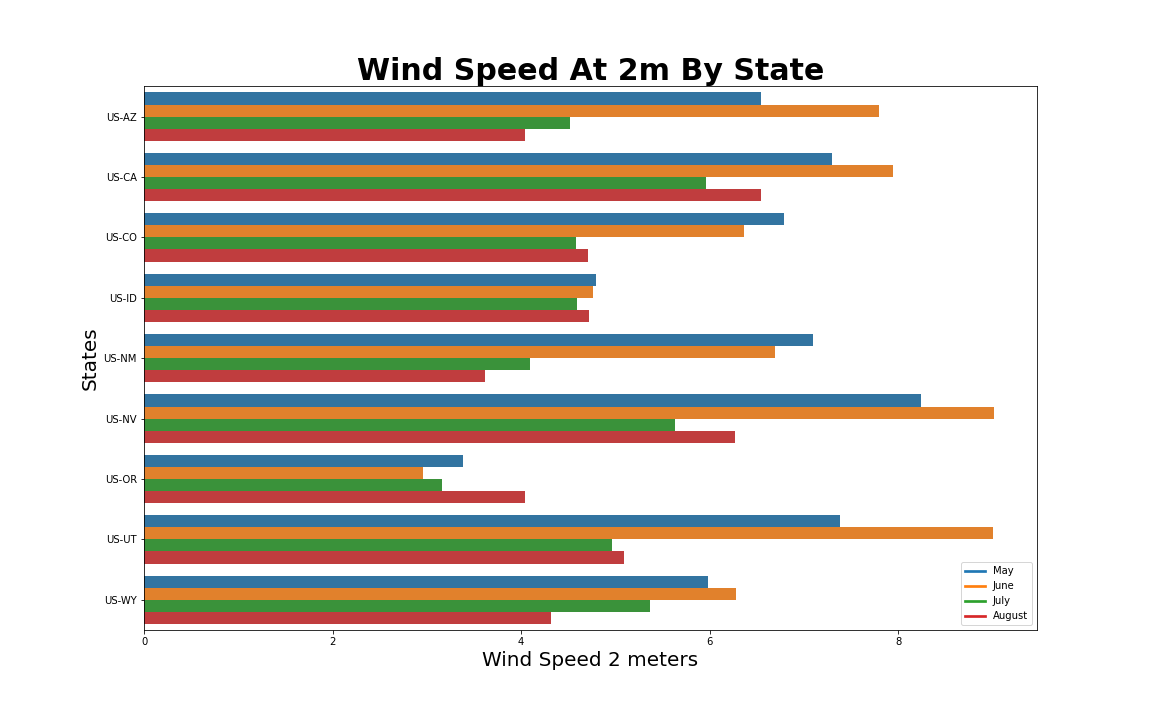 Wind Speed At 2m By State
US-AZ
US-CA
US-CO
US-ID
US-NM
US-NV
US-OR
US-UT
US-WY
States
0 2 4 6 8
Wind Speed 2 meters
May
June
July
August